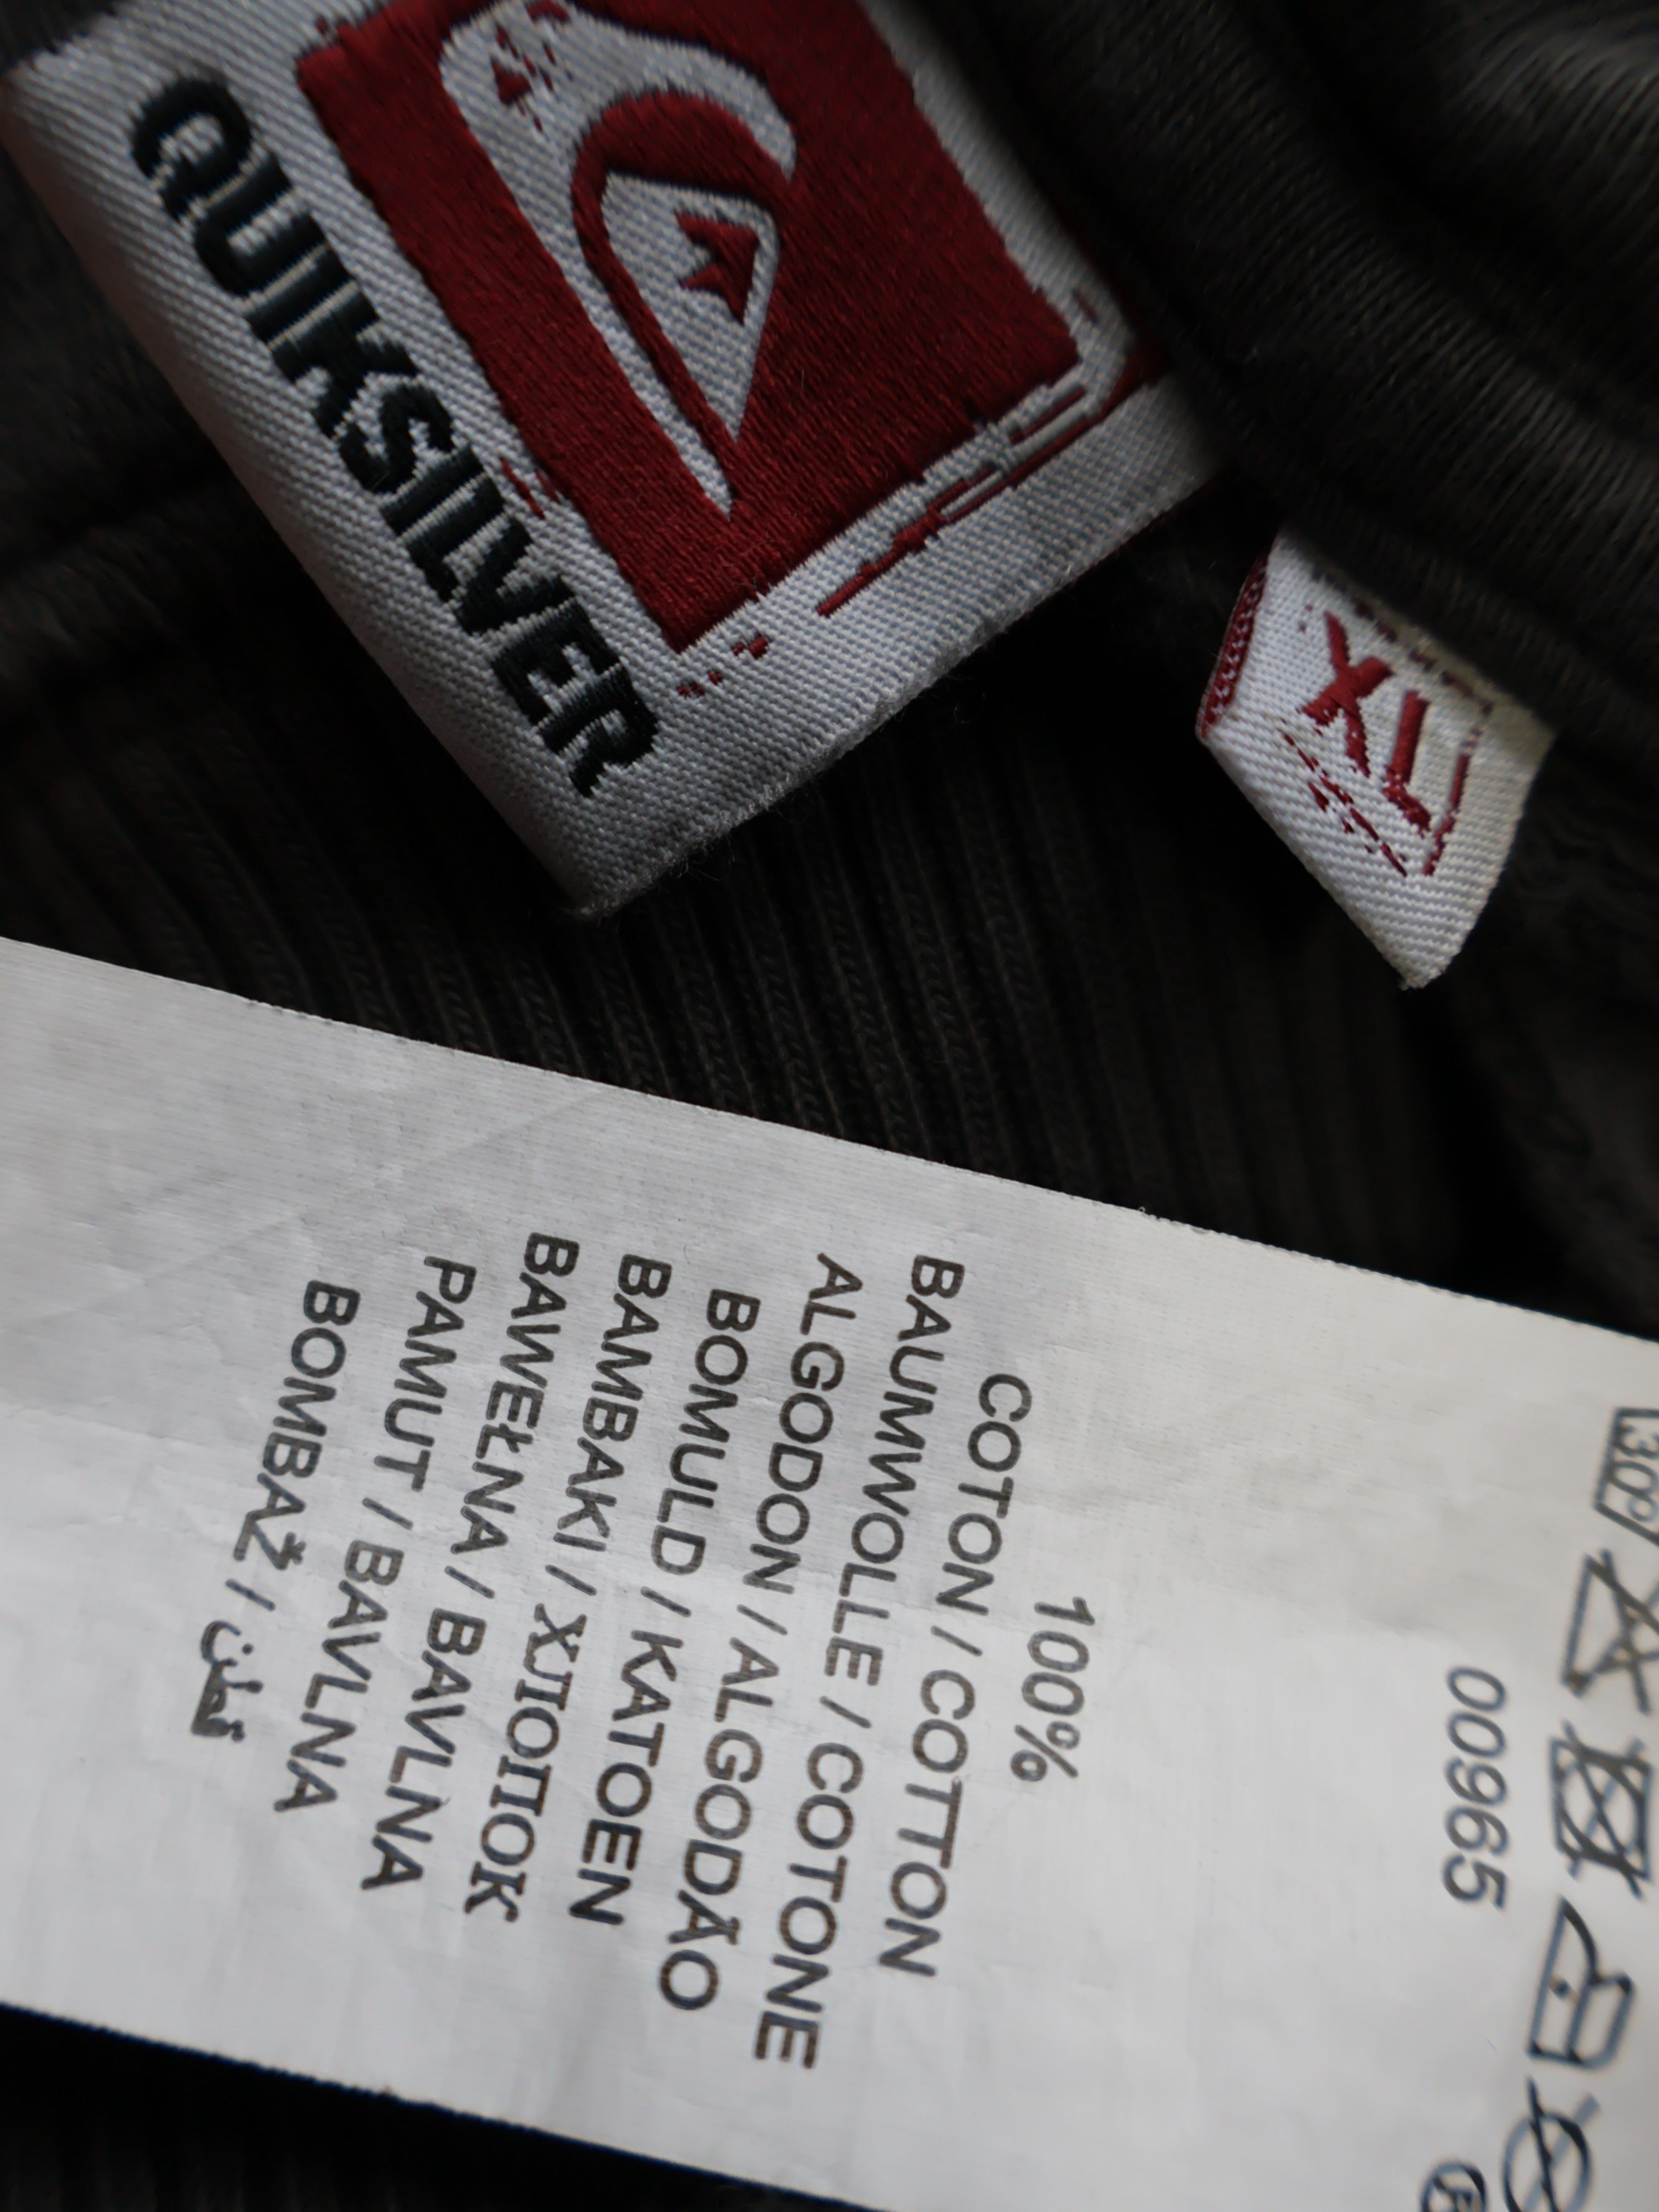 QUIKSILVER
XL
30°
00965
100%
COTON / COTTON
BAUMWOLLE / COTONE
ALGODON / ALGODÃO
BOMULD / KATOEN
BAMBAKI / ХЛОПОК
BAWEŁNA / BAVLNA
PAMUT / BAVLNA
BOMBAŽ / قطن